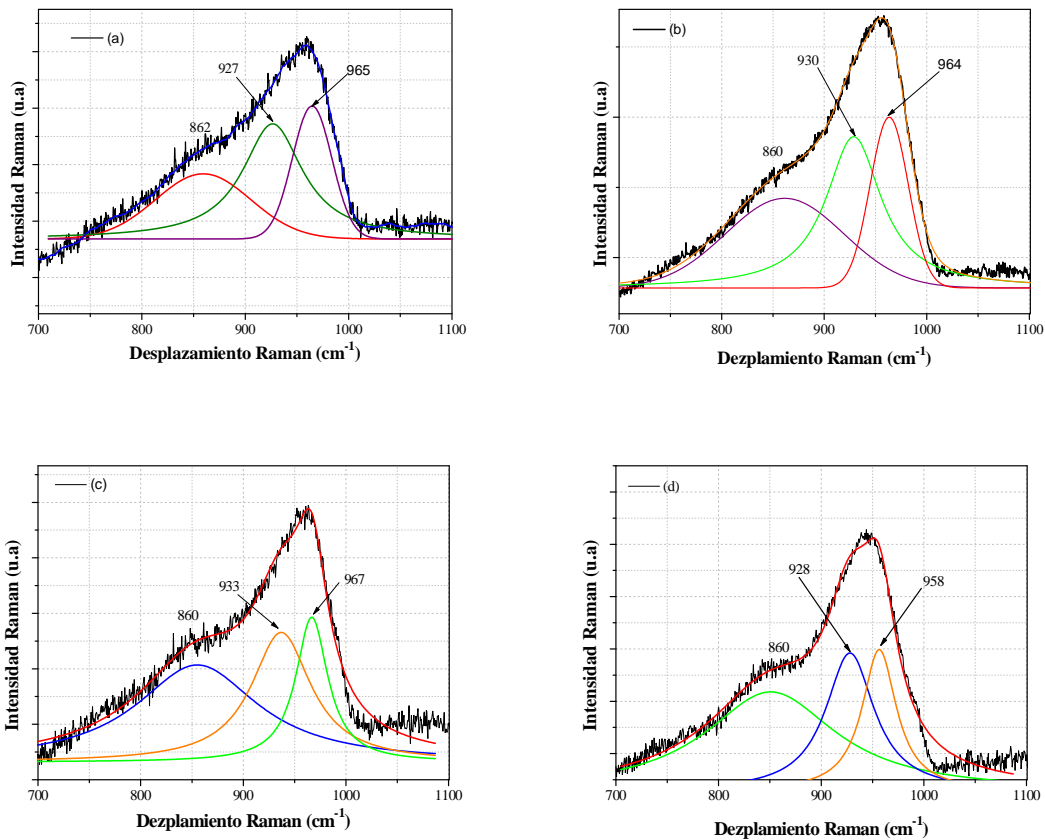 (a)
927
965
862
Intensidad Raman (u.a)
700 800 900 1000 1100
Desplazamiento Raman (cm-1)
(b)
930
964
860
Intensidad Raman (u.a)
700 800 900 1000 1100
Dezplamiento Raman (cm-1)
(c)
933
967
860
Intensidad Raman (u.a)
700 800 900 1000 1100
Dezplamiento Raman (cm-1)
(d)
928
958
860
Intensidad Raman (u.a)
700 800 900 1000 1100
Dezplamiento Raman (cm-1)